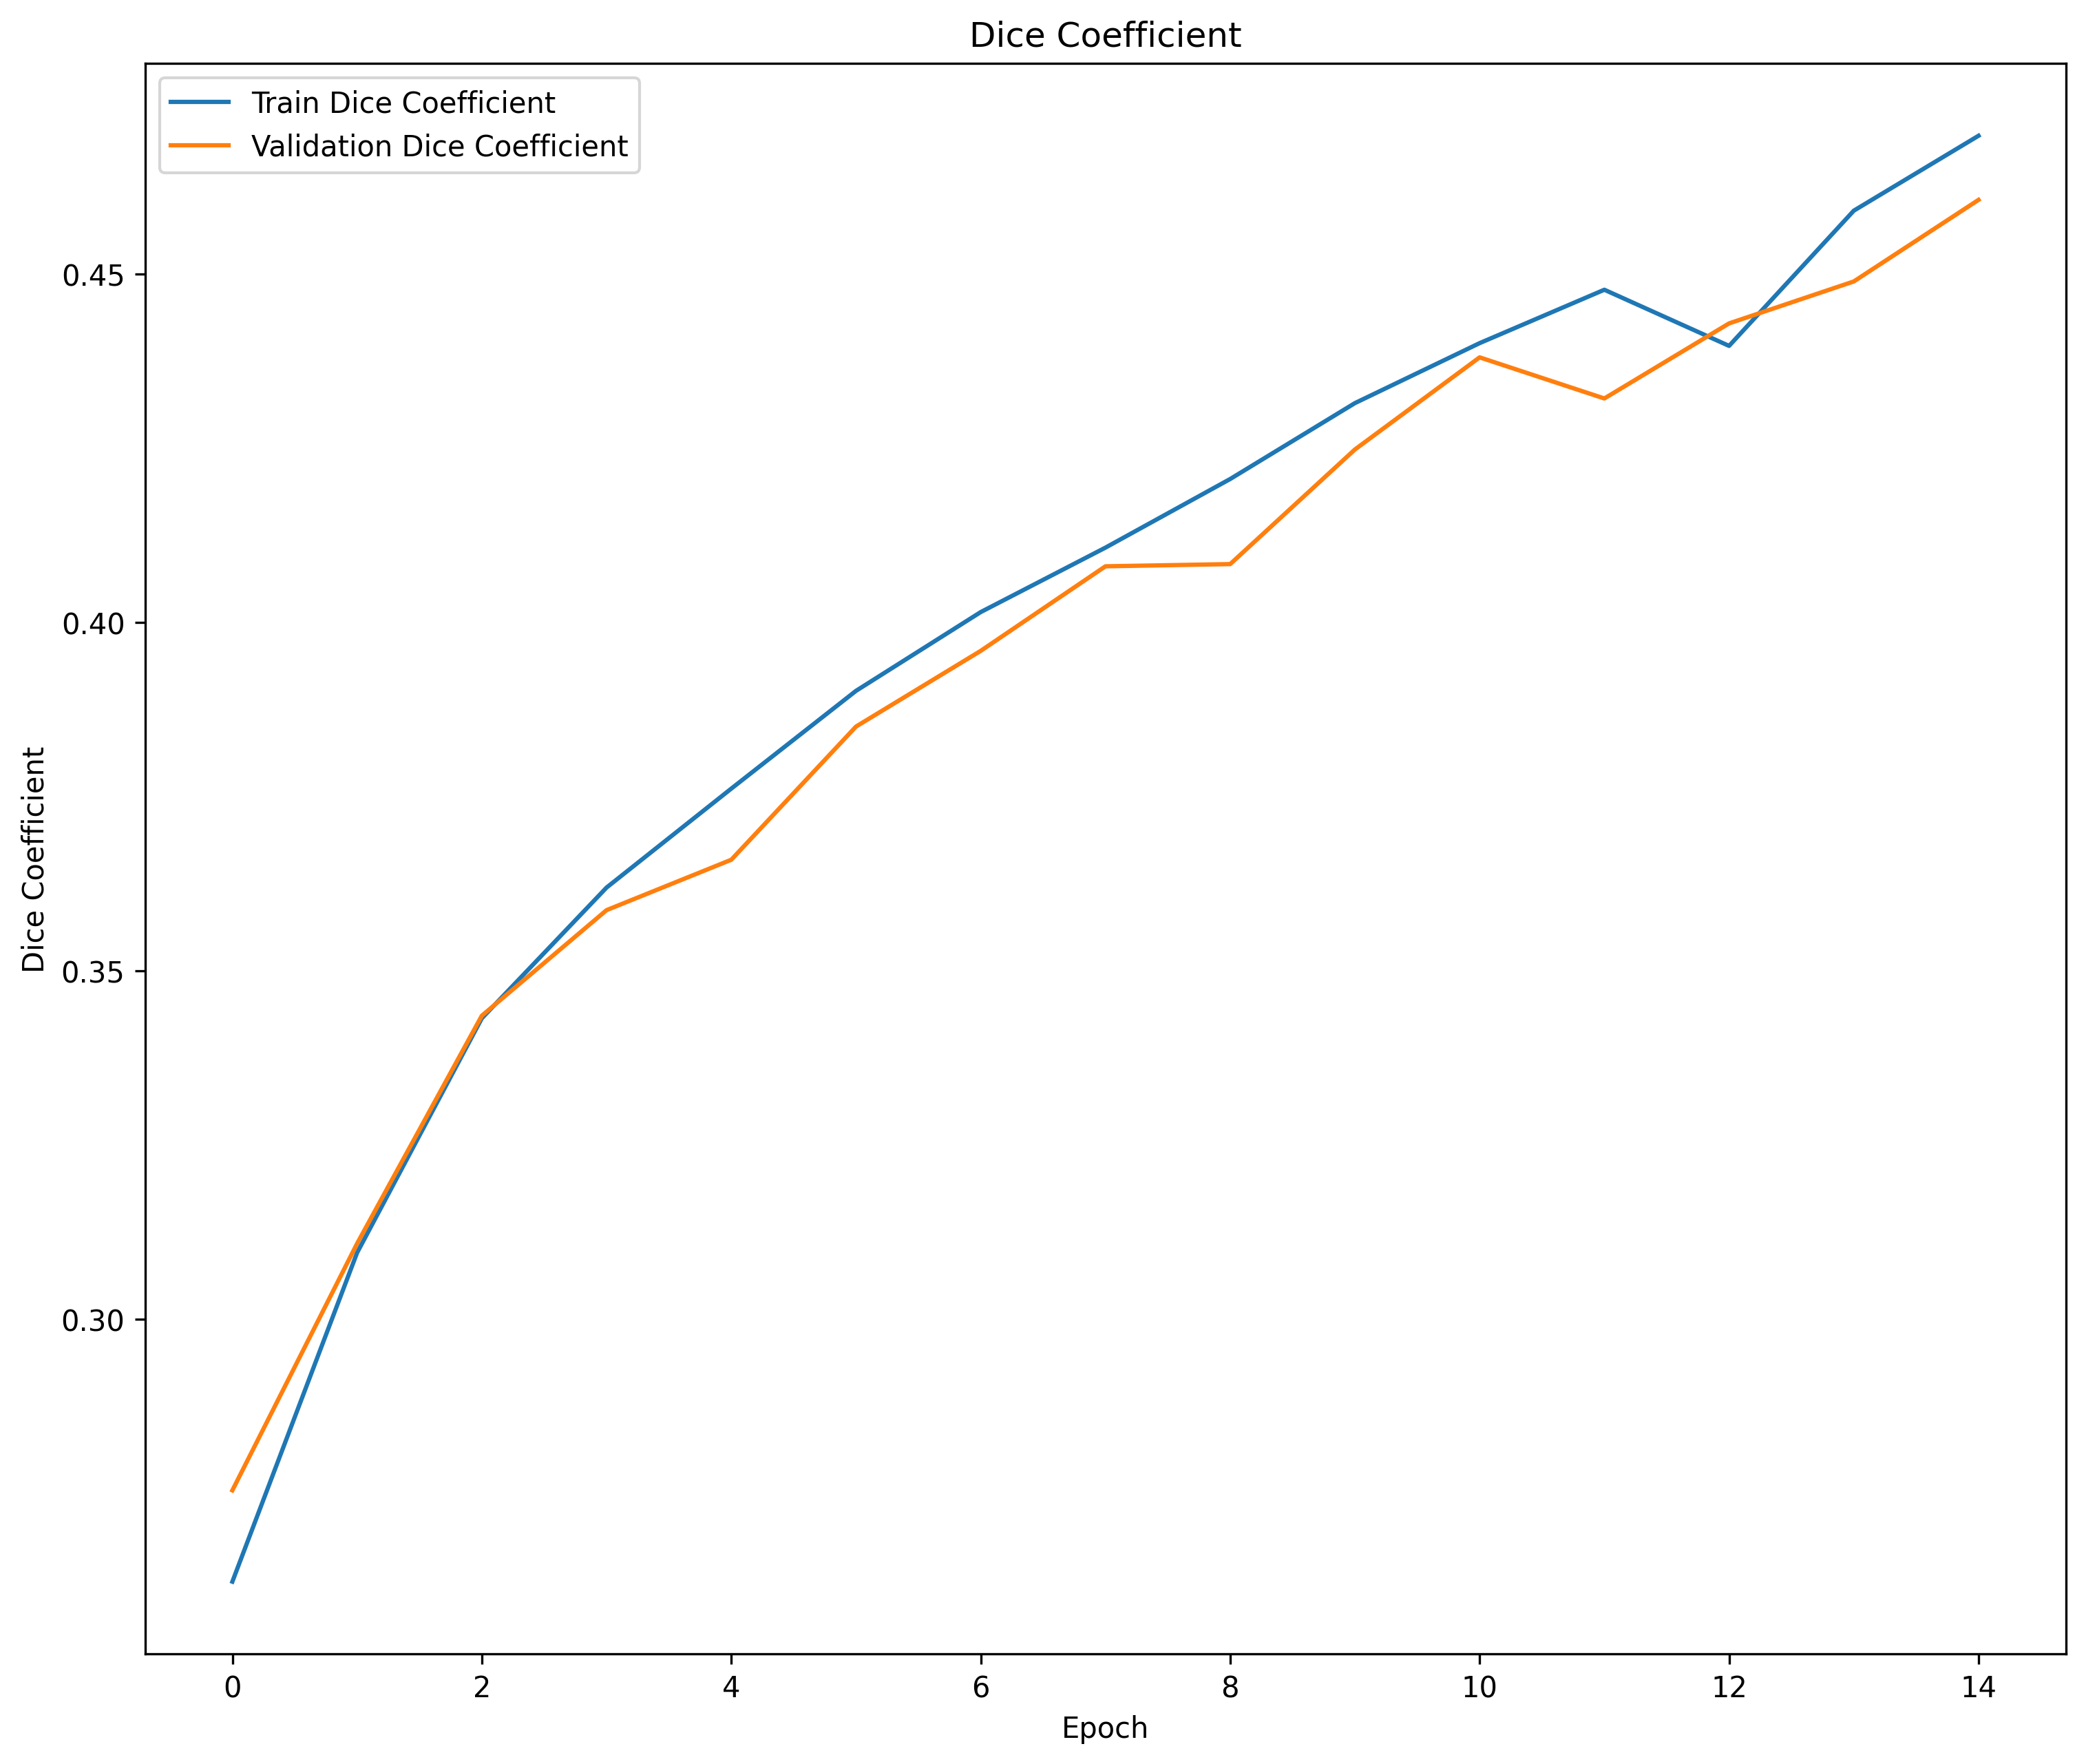 Dice Coefficient
Train Dice Coefficient
Validation Dice Coefficient
Dice Coefficient
0.45
0.40
0.35
0.30
0 2 4 6 8 10 12 14
Epoch